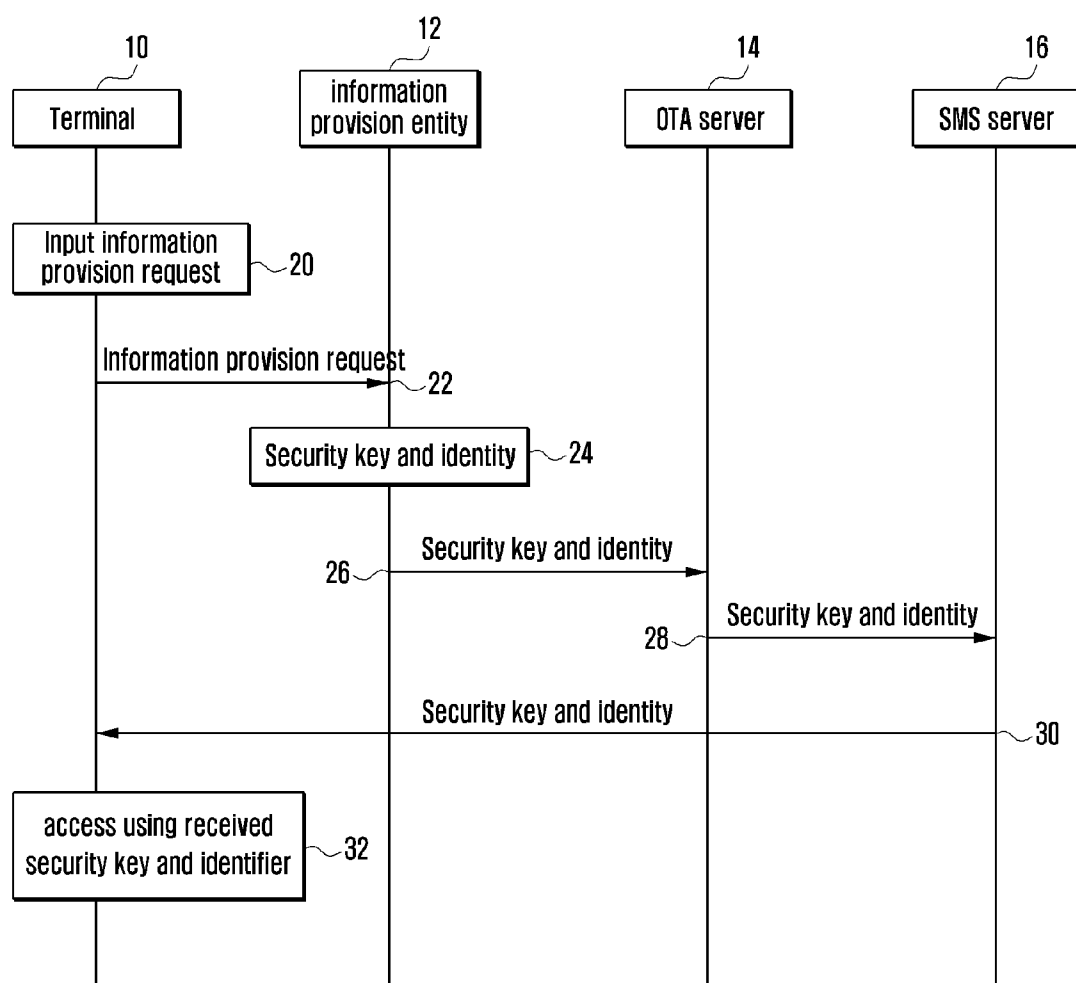 10
12
14
16
Terminal
information
provision entity
OTA server
SMS server
Input information
provision request
20
Information provision request
22
Security key and identity
24
Security key and identity
26
Security key and identity
28
Security key and identity
30
access using received
security key and identifier
32